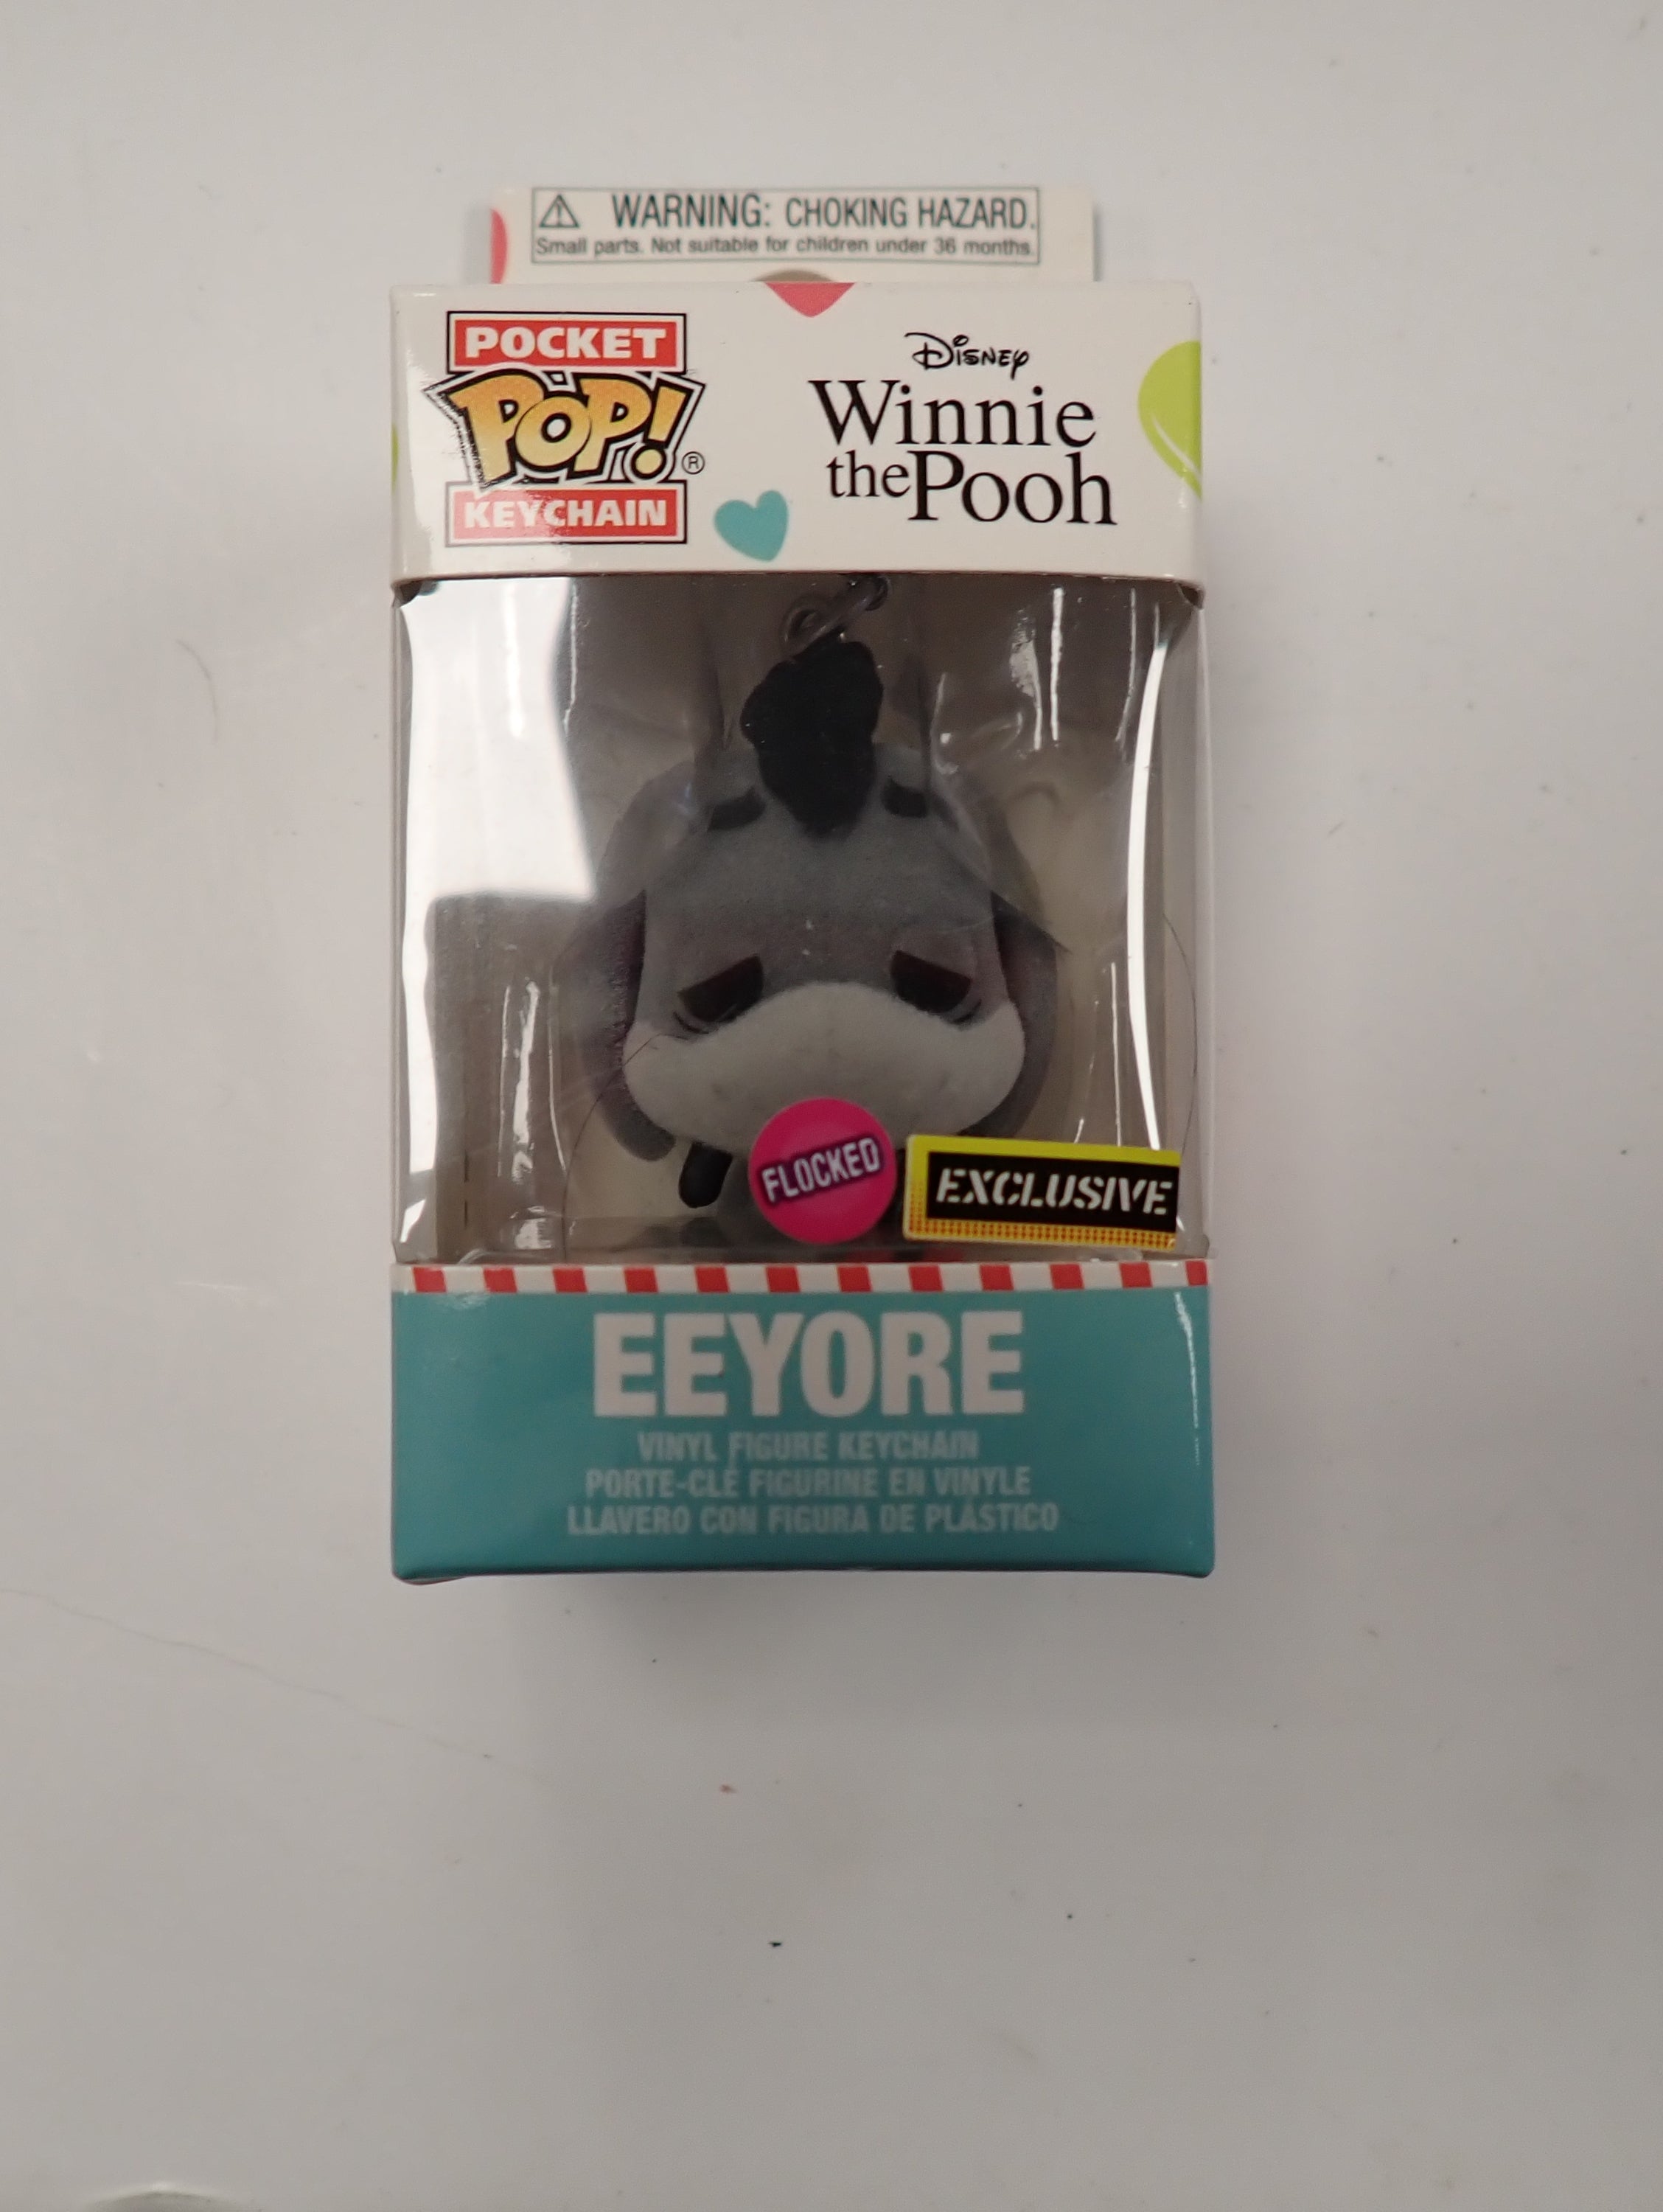 WARNING: CHOKING HAZARD.
Small parts. Not suitable for children under 36 months.
POCKET
POP!®
KEYCHAIN
Disney
Winnie
the Pooh
FLOCKED
EXCLUSIVE
EEYORE
VINYL FIGURE KEYCHAIN
PORTE-CLÉ FIGURINE EN VINYLE
LLAVERO CON FIGURA DE PLÁSTICO